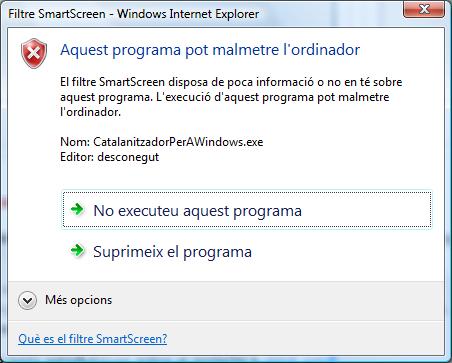 Filtre SmartScreen - Windows Internet Explorer
Aquest programa pot malmetre l'ordinador
El filtre SmartScreen disposa de poca informació o no en té sobre
aquest programa. L'execució d'aquest programa pot malmetre
l'ordinador.
Nom: CatalanitzadorPerAWindows.exe
Editor: desconegut
No executeu aquest programa
Suprimeix el programa
Més opcions
Què es el filtre SmartScreen?